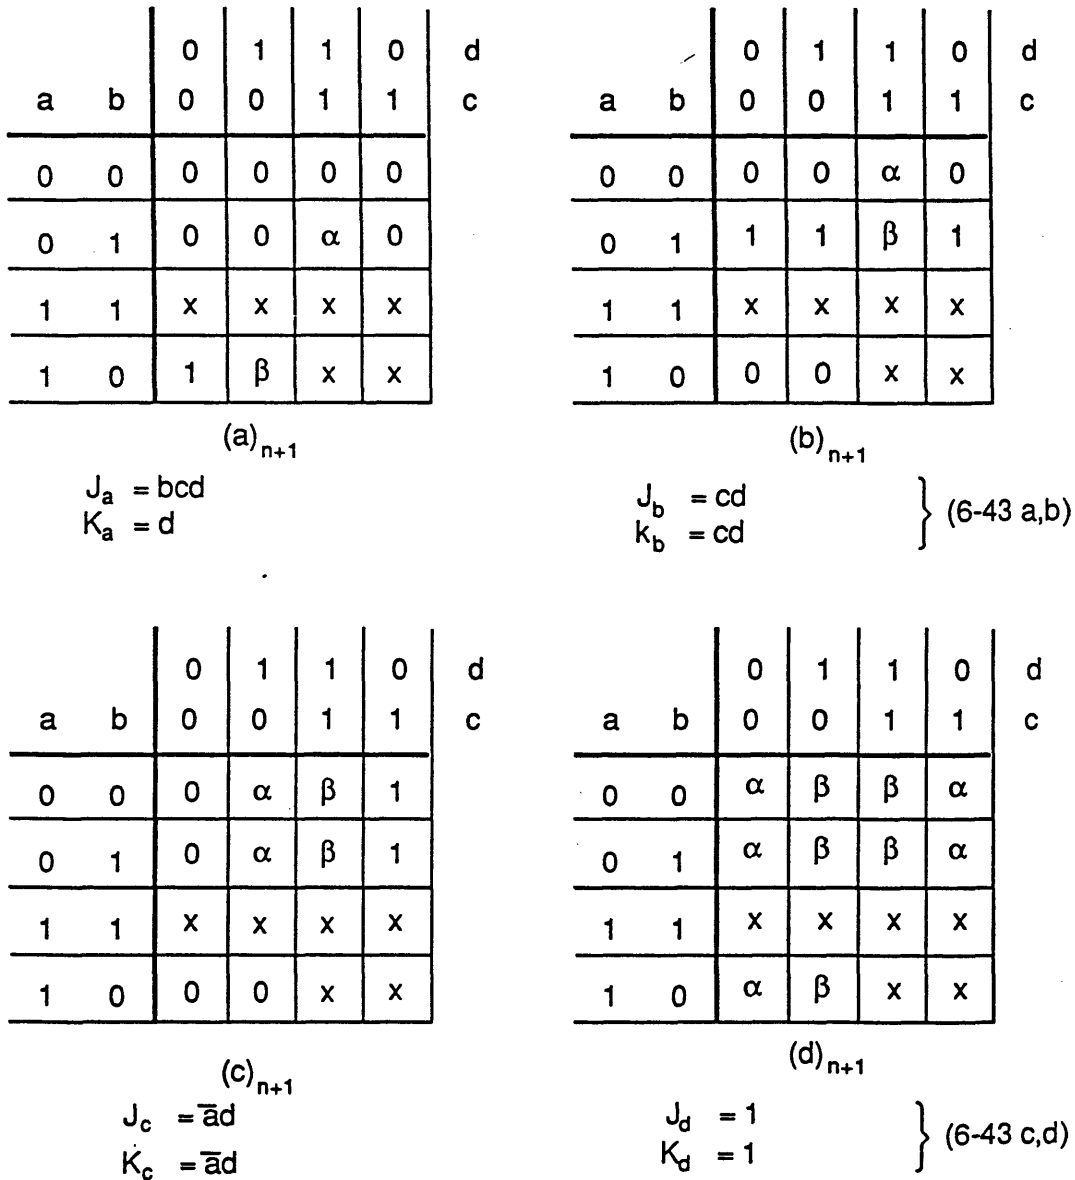 0 1 1 0 d
a b 0 0 1 1 c
0 0 0 0 0 0
0 1 0 0 α 0
1 1 x x x x
1 0 1 β x x
(a)n+1
Ja = bcd
Ka = d
0 1 1 0 d
a b 0 0 1 1 c
0 0 0 0 α 0
0 1 1 1 β 1
1 1 x x x x
1 0 0 0 x x
(b)n+1
Jb = cd
kb = cd
} (6-43 a,b)
0 1 1 0 d
a b 0 0 1 1 c
0 0 0 α β 1
0 1 0 α β 1
1 1 x x x x
1 0 0 0 x x
(c)n+1
Jc = a̅d
Kc = a̅d
0 1 1 0 d
a b 0 0 1 1 c
0 0 α β β α
0 1 α β β α
1 1 x x x x
1 0 α β x x
(d)n+1
Jd = 1
Kd = 1
} (6-43 c,d)